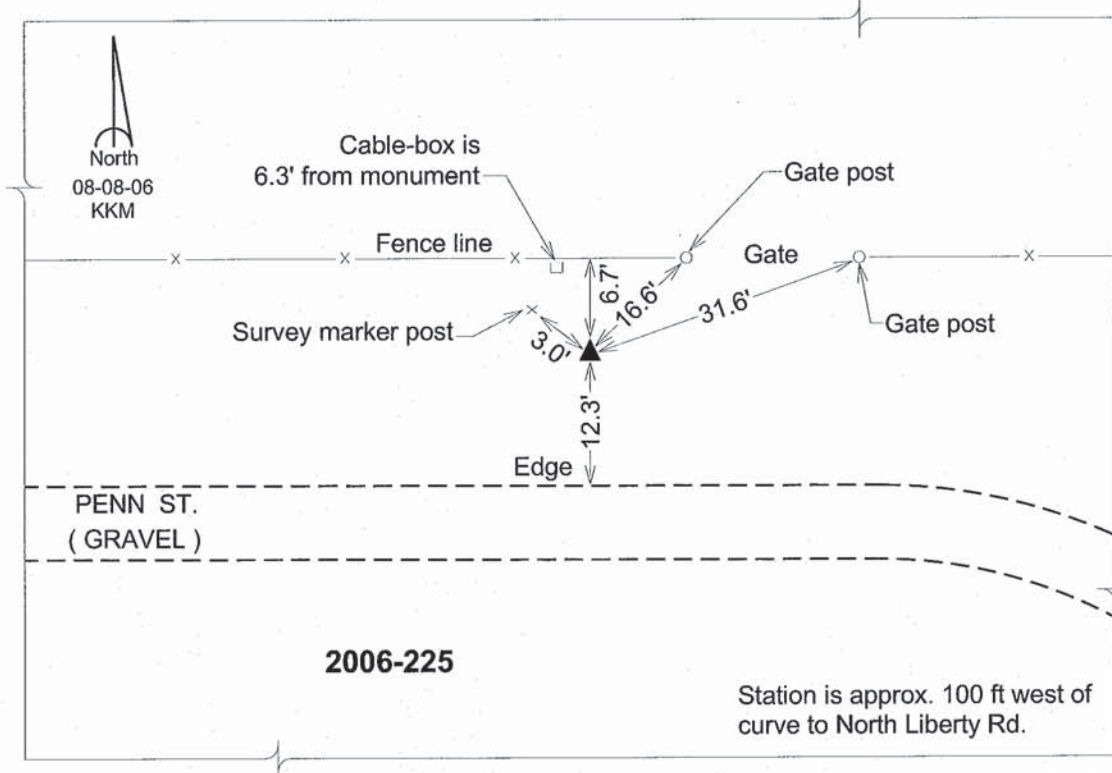 North
08-08-06
KKM
Cable-box is
6.3' from monument
Gate post
Fence line
Gate
6.7'
16.6'
31.6'
Survey marker post
3.0'
Gate post
12.3'
Edge
PENN ST.
( GRAVEL )
2006-225
Station is approx. 100 ft west of
curve to North Liberty Rd.